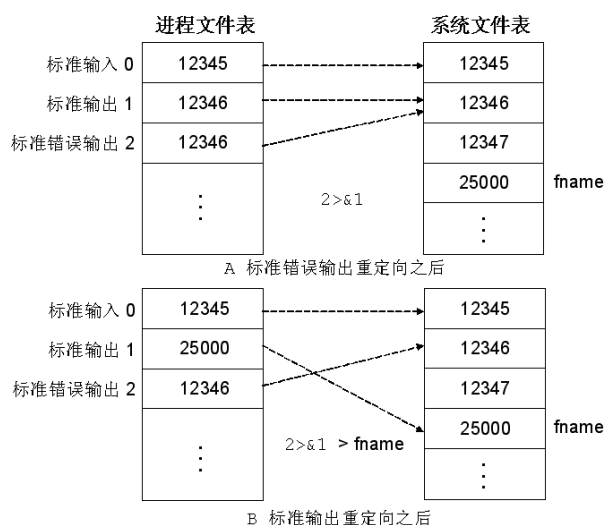 进程文件表 系统文件表
标准输入 0 12345 12345
标准输出 1 12346 12346
标准错误输出 2 12346 12347
25000 fname
2>&1
A 标准错误输出重定向之后
标准输入 0 12345 12345
标准输出 1 25000 12346
标准错误输出 2 12346 12347
25000 fname
2>&1 > fname
B 标准输出重定向之后